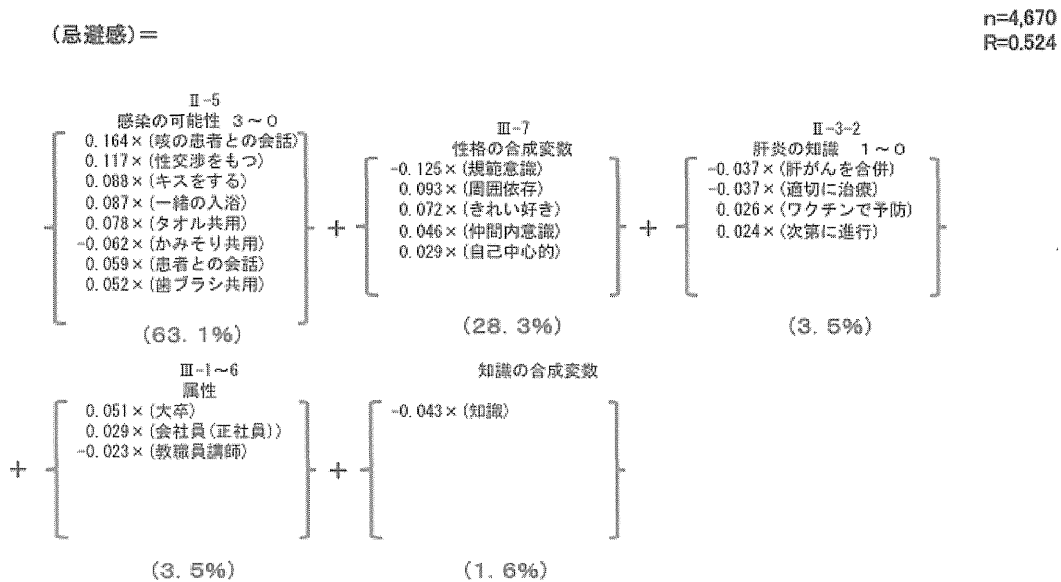 (忌避感)=
n=4,670
R=0.524
Ⅱ-5
感染の可能性 3~0
0.164×(咳の患者との会話)
0.117×(性交渉をもつ)
0.088×(キスをする)
0.087×(一緒の入浴)
0.078×(タオル共用)
-0.062×(かみそり共用)
0.059×(患者との会話)
0.052×(歯ブラシ共用)
(63.1%)
+
Ⅲ-7
性格の合成変数
-0.125×(規範意識)
0.093×(周囲依存)
0.072×(きれい好き)
0.046×(仲間内意識)
0.029×(自己中心的)
(28.3%)
+
Ⅱ-3-2
肝炎の知識 1~0
-0.037×(肝がんを合併)
-0.037×(適切に治療)
0.026×(ワクチンで予防)
0.024×(次第に進行)
(3.5%)
+
Ⅲ-1~6
属性
0.051×(大卒)
0.029×(会社員(正社員))
-0.023×(教職員講師)
(3.5%)
+
知識の合成変数
-0.043×(知識)
(1.6%)